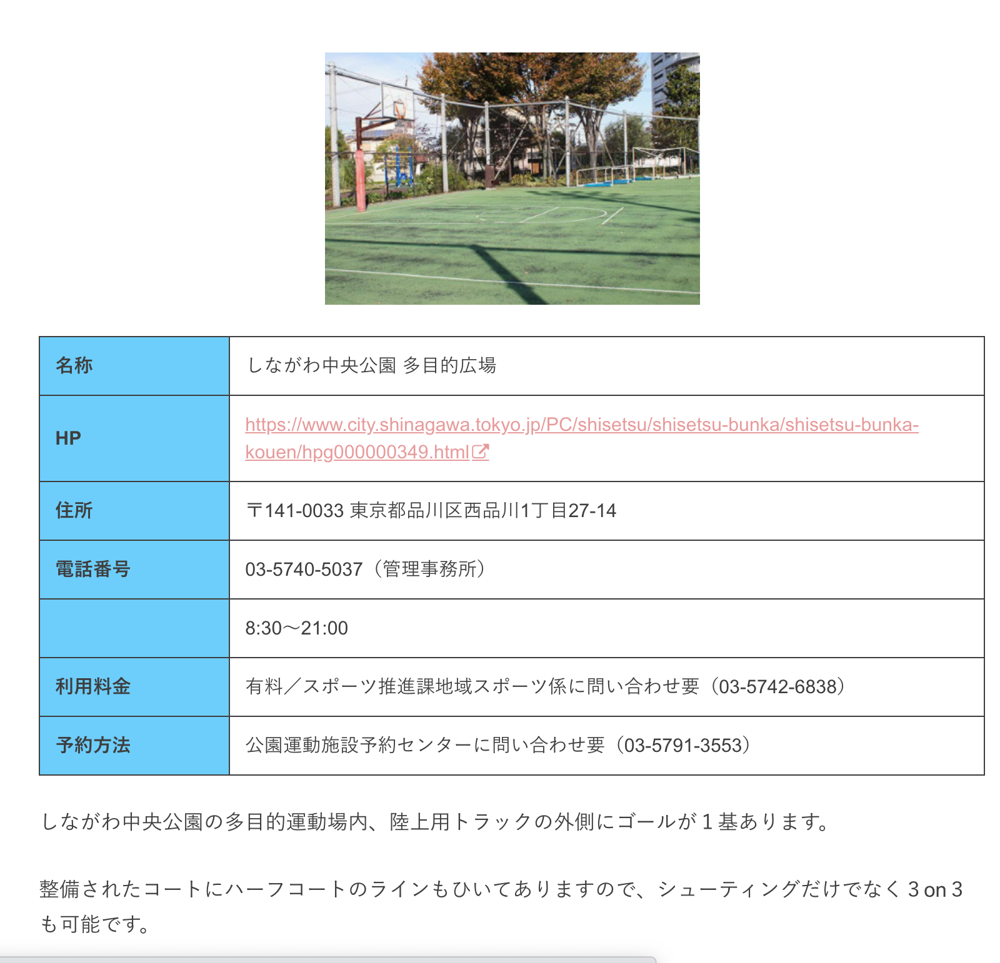 名称
しながわ中央公園 多目的広場
HP
https://www.city.shinagawa.tokyo.jp/PC/shisetsu/shisetsu-bunka/shisetsu-bunka-
kouen/hpg000000349.html
住所
〒141-0033 東京都品川区西品川1丁目27-14
電話番号
03-5740-5037（管理事務所）
8:30〜21:00
利用料金
有料／スポーツ推進課地域スポーツ係に問い合わせ要（03-5742-6838）
予約方法
公園運動施設予約センターに問い合わせ要（03-5791-3553）
しながわ中央公園の多目的運動場内、陸上用トラックの外側にゴールが１基あります。
整備されたコートにハーフコートのラインもひいてありますので、シューティングだけでなく３on３
も可能です。